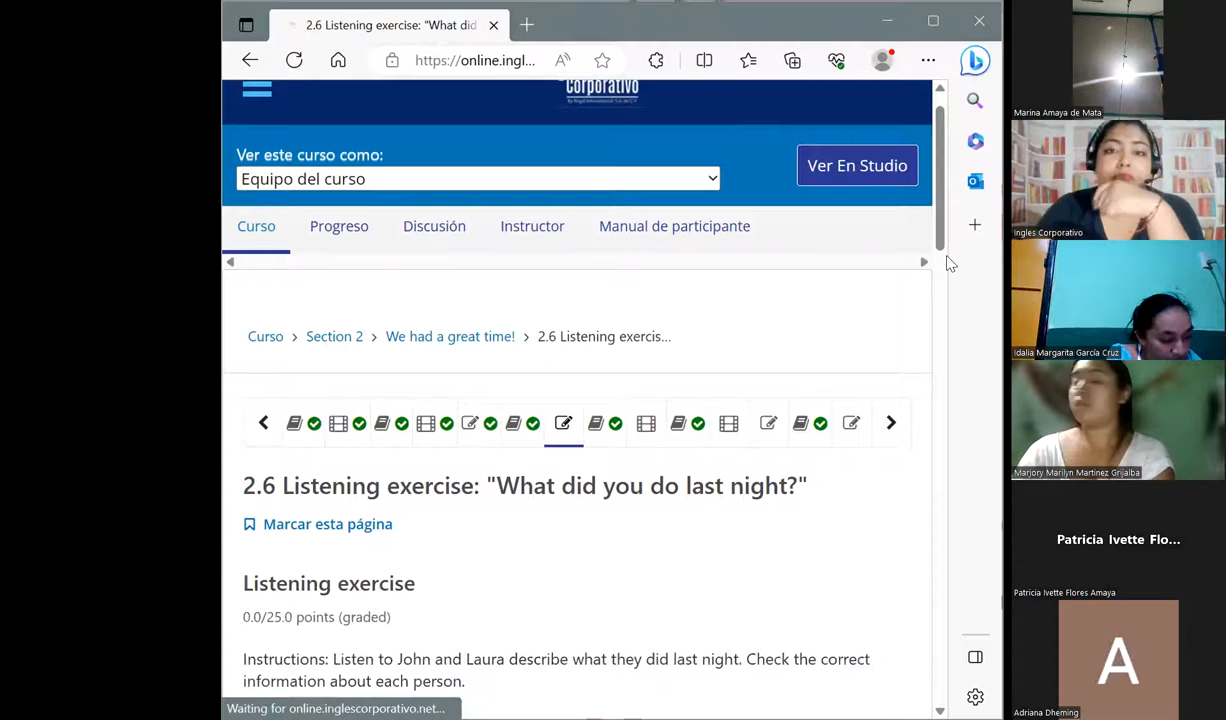 2.6 Listening exercise: "What did
https://online.ingl...
Corporativo
Ver este curso como:
Equipo del curso
Ver En Studio
Curso
Progreso
Discusión
Instructor
Manual de participante
Curso > Section 2 > We had a great time! > 2.6 Listening exercis...
2.6 Listening exercise: "What did you do last night?"
Marcar esta página
Listening exercise
0.0/25.0 points (graded)
Instructions: Listen to John and Laura describe what they did last night. Check the correct
information about each person.
Waiting for online.inglescorporativo.net...
Marina Amaya de Mata
Ingles Corporativo
Idalia Margarita García Cruz
Marjory Marilyn Martinez Grijalba
Patricia Ivette Flo...
Patricia Ivette Flores Amaya
A
Adriana Dheming